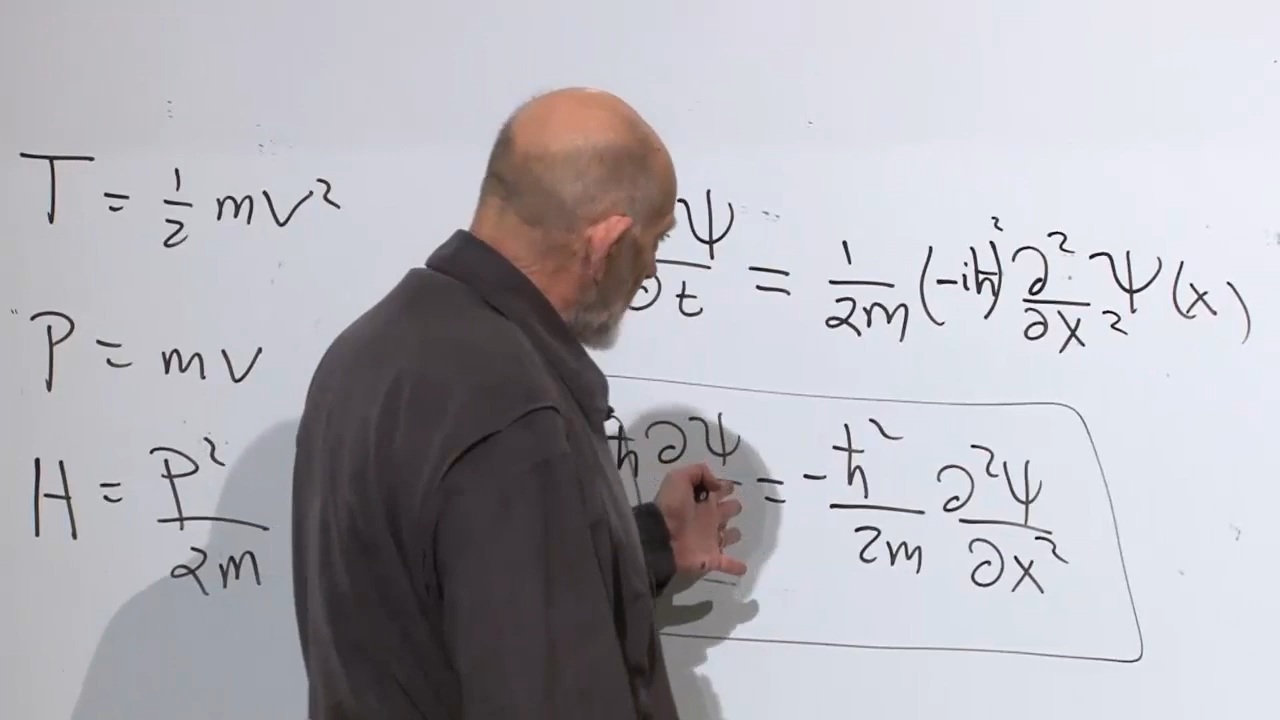 T = 1/2 mv²
P = mv
H = P²/2m
Ψ/∂t = 1/2m (-iħ)² ∂²/∂x² Ψ(x)
ħ ∂Ψ = -ħ²/2m ∂²Ψ/∂x²